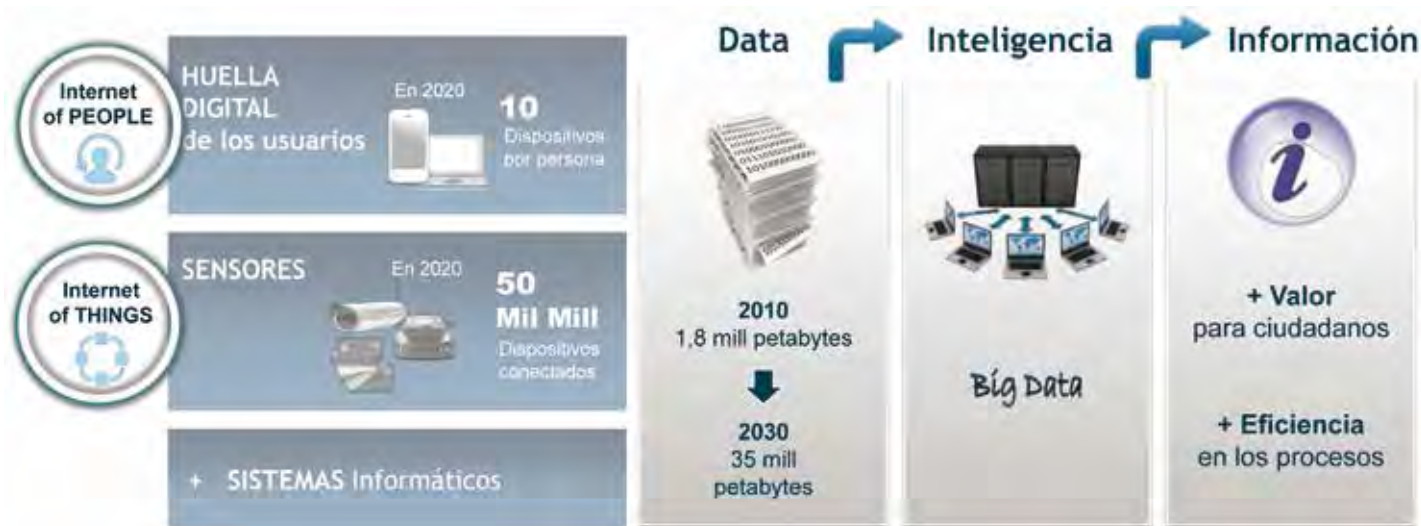 Internet
of PEOPLE
HUELLA
DIGITAL
de los usuarios
En 2020
10
Dispositivos
por persona
Internet
of THINGS
SENSORES
En 2020
50
Mil Mill
Dispositivos
conectados
+ SISTEMAS Informáticos
Data
2010
1,8 mill petabytes
2030
35 mill
petabytes
Inteligencia
Big Data
Información
i
+ Valor
para ciudadanos
+ Eficiencia
en los procesos